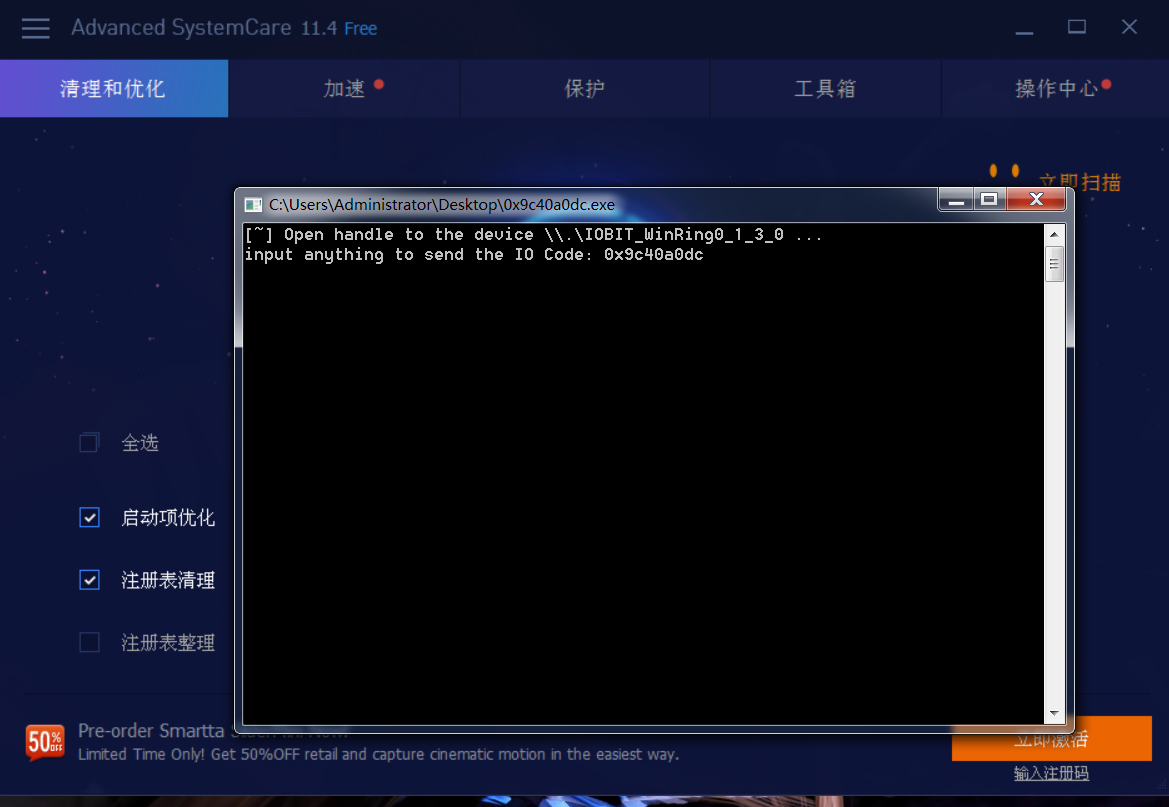 Advanced SystemCare 11.4 Free
清理和优化 加速 保护 工具箱 操作中心
立即扫描
C:\Users\Administrator\Desktop\0x9c40a0dc.exe
[~] Open handle to the device \\.\IOBIT_WinRing0_1_3_0 ...
input anything to send the IO Code: 0x9c40a0dc
全选
启动项优化
注册表清理
注册表整理
50% OFF
Pre-order Smartta
Limited Time Only! Get 50%OFF retail and capture cinematic motion in the easiest way.
立即激活
输入注册码